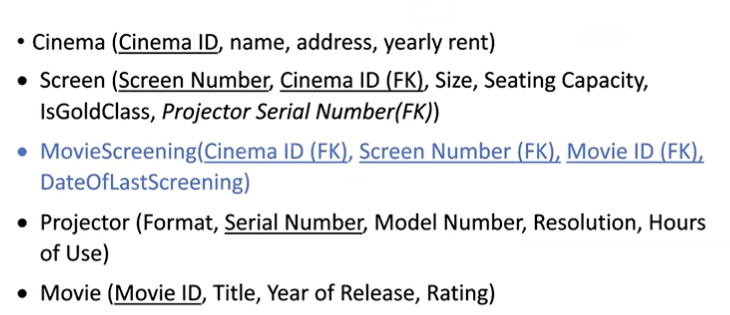 • Cinema (Cinema ID, name, address, yearly rent)
• Screen (Screen Number, Cinema ID (FK), Size, Seating Capacity,
IsGoldClass, Projector Serial Number(FK))
• MovieScreening(Cinema ID (FK), Screen Number (FK), Movie ID (FK),
DateOfLastScreening)
• Projector (Format, Serial Number, Model Number, Resolution, Hours
of Use)
• Movie (Movie ID, Title, Year of Release, Rating)